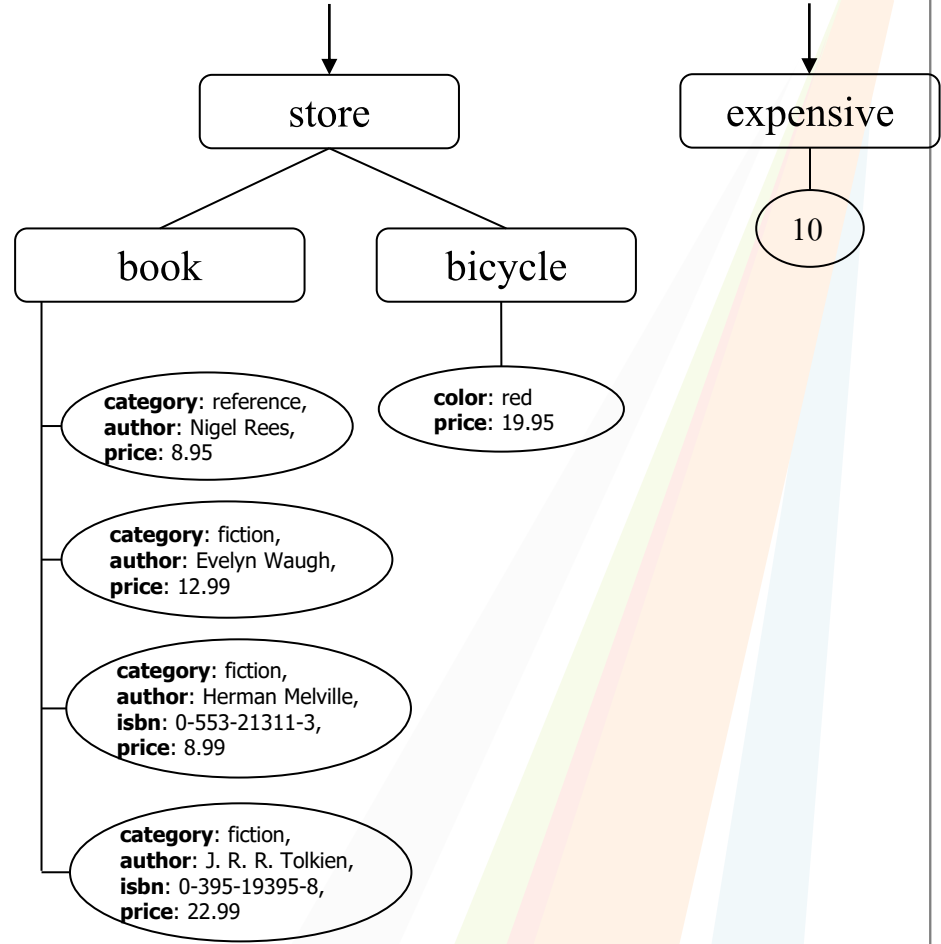 store
expensive
10
book
bicycle
category: reference,
author: Nigel Rees,
price: 8.95
color: red
price: 19.95
category: fiction,
author: Evelyn Waugh,
price: 12.99
category: fiction,
author: Herman Melville,
isbn: 0-553-21311-3,
price: 8.99
category: fiction,
author: J. R. R. Tolkien,
isbn: 0-395-19395-8,
price: 22.99